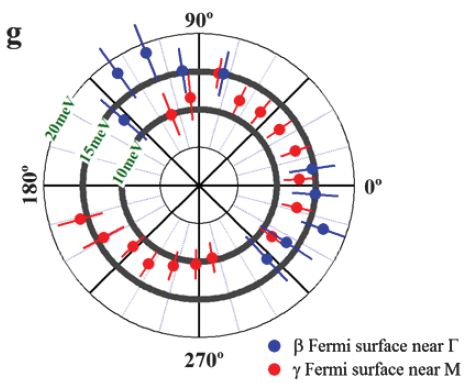 g
90º
20meV
15meV
10meV
180º
0º
270º
β Fermi surface near Γ
γ Fermi surface near M